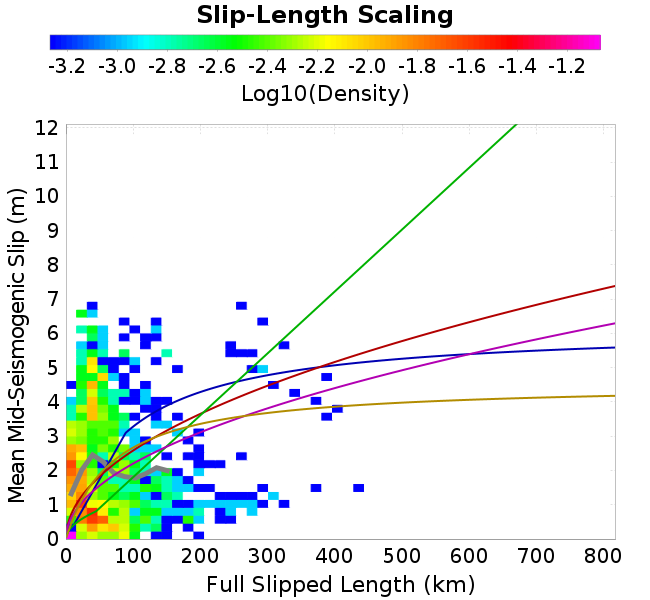 Slip-Length Scaling
-3.2 -3.0 -2.8 -2.6 -2.4 -2.2 -2.0 -1.8 -1.6 -1.4 -1.2
Log10(Density)
12
11
10
9
8
7
6
5
4
3
2
1
0
Mean Mid-Seismogenic Slip (m)
0 100 200 300 400 500 600 700 800
Full Slipped Length (km)